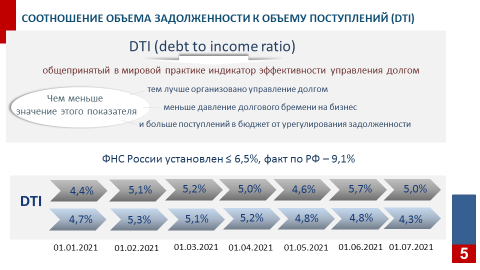 СООТНОШЕНИЕ ОБЪЕМА ЗАДОЛЖЕННОСТИ К ОБЪЕМУ ПОСТУПЛЕНИЙ (DTI)
DTI (debt to income ratio)
общепринятый в мировой практике индикатор эффективности управления долгом
Чем меньше
значение этого показателя
тем лучше организовано управление долгом
меньше давление долгового бремени на бизнес
и больше поступлений в бюджет от урегулирования задолженности
ФНС России установлен ≤ 6,5%, факт по РФ – 9,1%
DTI
4,4% 5,1% 5,2% 5,0% 4,6% 5,7% 5,0%
4,7% 5,3% 5,1% 5,2% 4,8% 4,8% 4,3%
01.01.2021 01.02.2021 01.03.2021 01.04.2021 01.05.2021 01.06.2021 01.07.2021
5